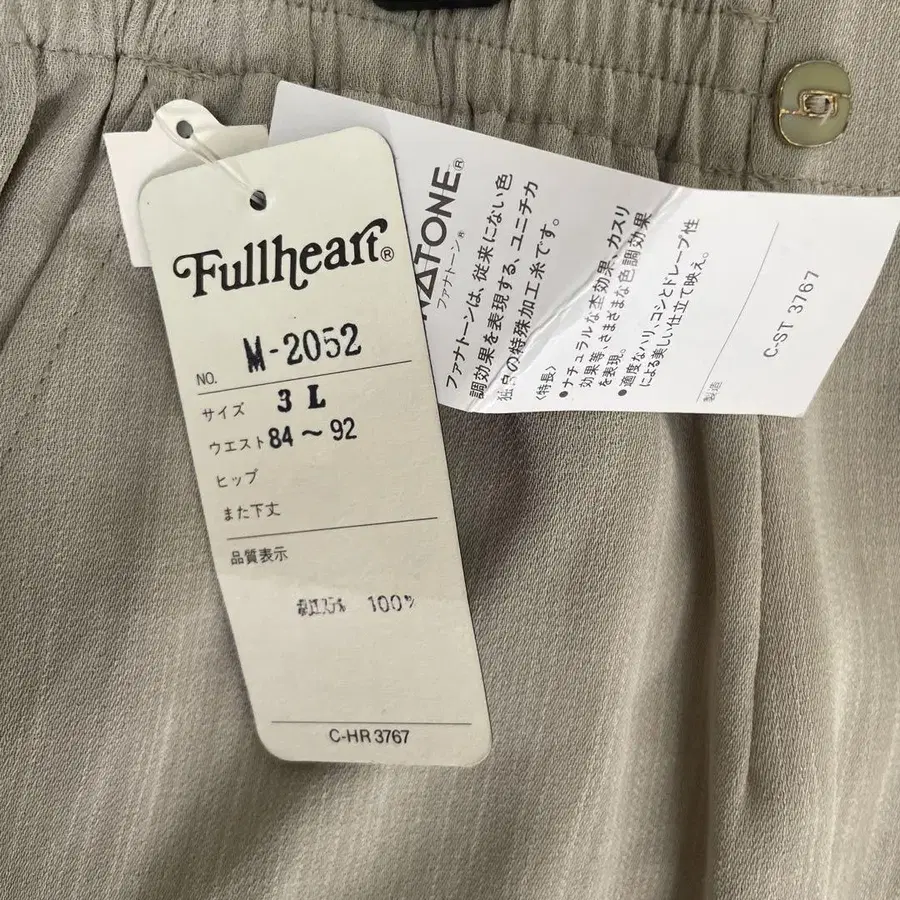 Fullheart®
NO. M-2052
サイズ 3L
ウエスト 84～92
ヒップ
また下丈
品質表示
100%
C-HR 3767
ATONE®
ファナトーン®
ファナトーンは、従来にない色
調効果を表現する、ユニチカ
独自の特殊加工糸です。
〈特長〉
●ナチュラルな杢効果、カスリ
効果等、さまざまな色調効果
を表現。
●適度なハリ、コシとドレープ性
による美しい仕立て映え。
製造
C-ST 3767